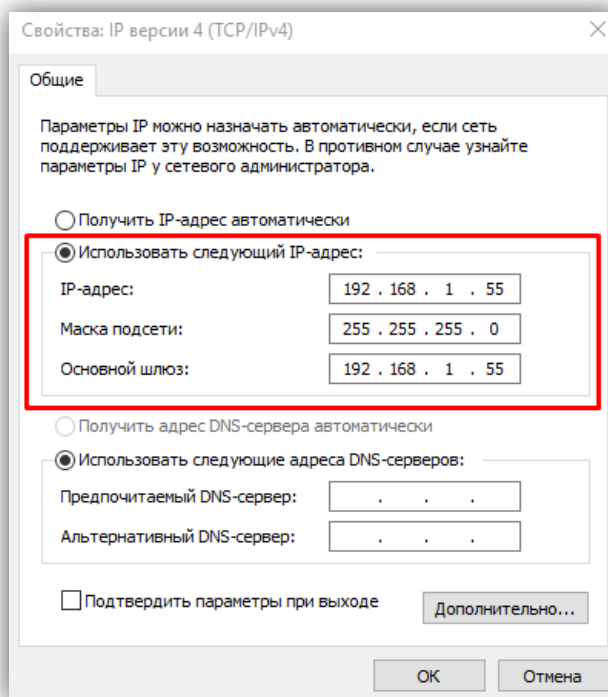 Свойства: IP версии 4 (TCP/IPv4)
Общие
Параметры IP можно назначать автоматически, если сеть
поддерживает эту возможность. В противном случае узнайте
параметры IP у сетевого администратора.
Получить IP-адрес автоматически
Использовать следующий IP-адрес:
IP-адрес: 192 . 168 . 1 . 55
Маска подсети: 255 . 255 . 255 . 0
Основной шлюз: 192 . 168 . 1 . 55
Получить адрес DNS-сервера автоматически
Использовать следующие адреса DNS-серверов:
Предпочитаемый DNS-сервер: . . .
Альтернативный DNS-сервер: . . .
Подтвердить параметры при выходе
Дополнительно...
ОК Отмена